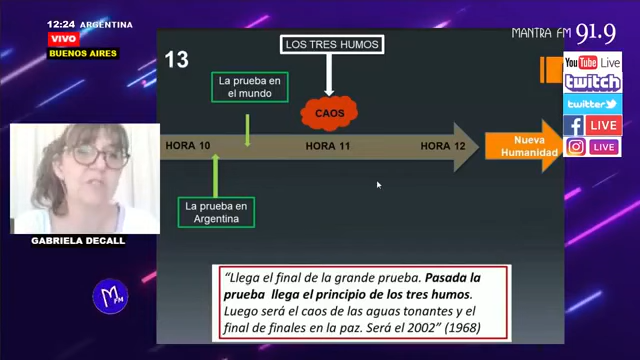 12:24 ARGENTINA
VIVO
BUENOS AIRES
MANTRA FM 91.9
YouTube Live
twitch
twitter
LIVE
LIVE
13
LOS TRES HUMOS
La prueba en
el mundo
CAOS
HORA 10
HORA 11
HORA 12
Nueva
Humanidad
La prueba en
Argentina
GABRIELA DECALL
“Llega el final de la grande prueba. Pasada la
prueba llega el principio de los tres humos.
Luego será el caos de las aguas tonantes y el
final de finales en la paz. Será el 2002” (1968)